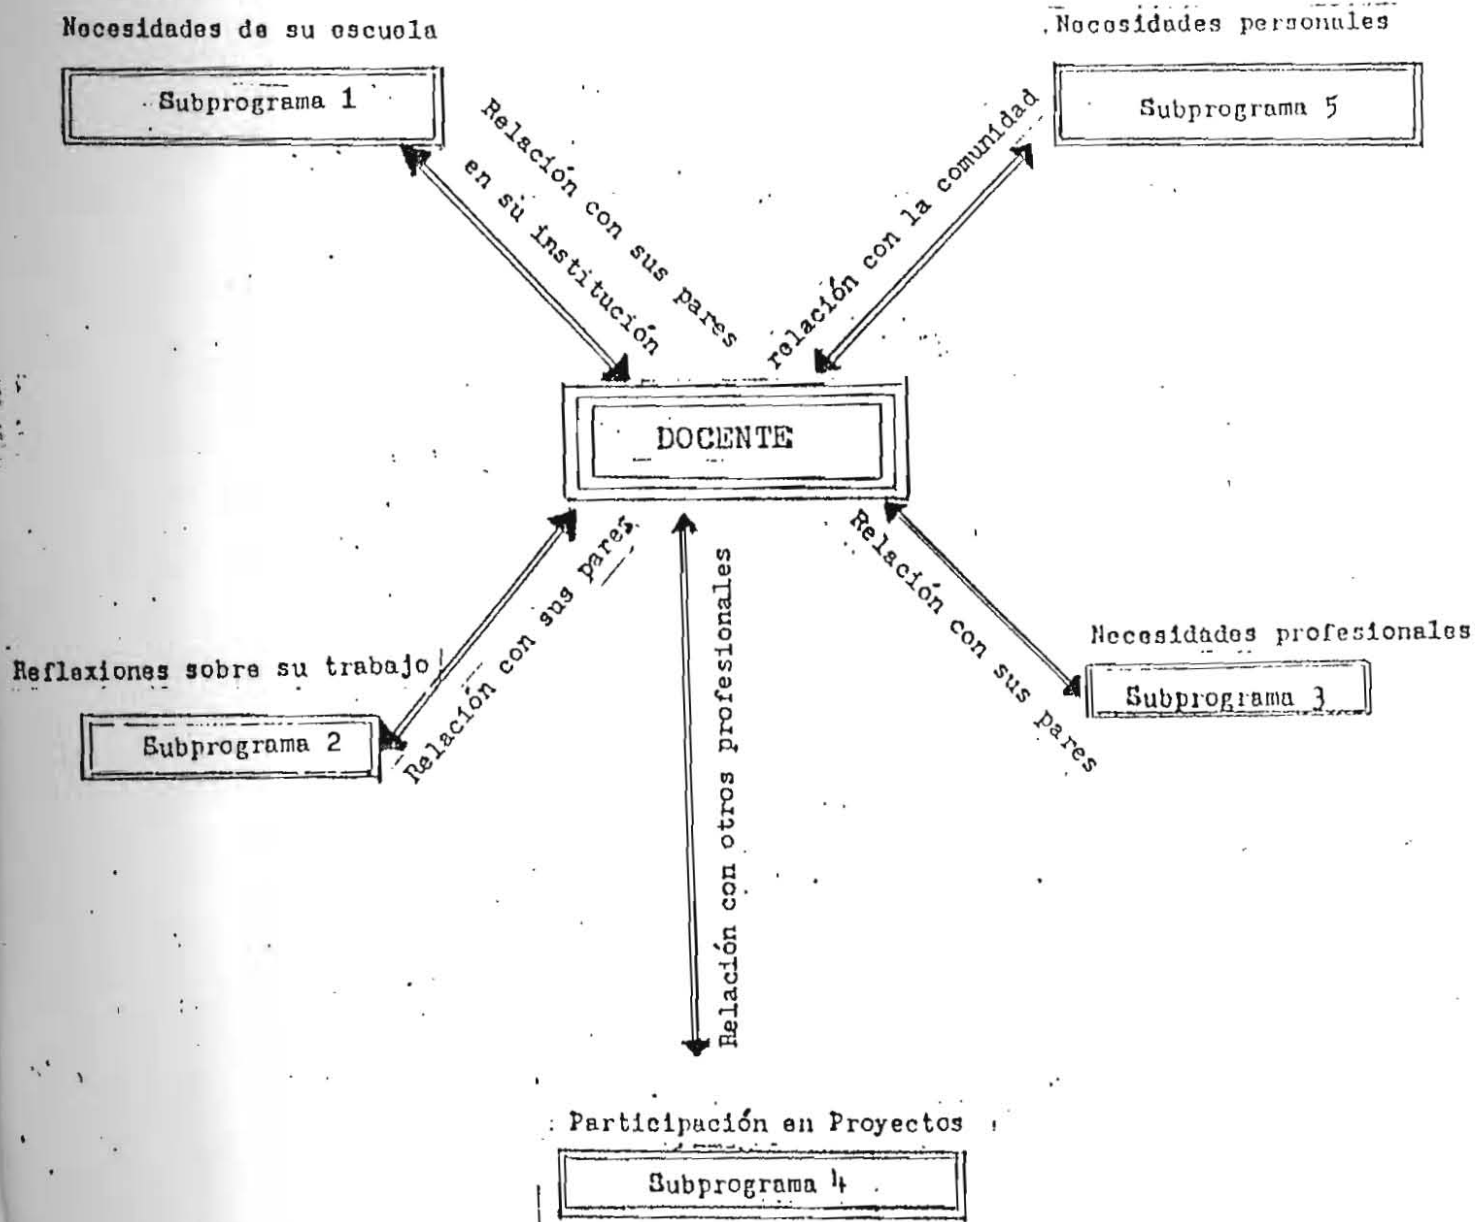 Necesidades de su escuela
Necesidades personales
Subprograma 1
Subprograma 5
Relación con sus pares
en su institución
relación con la comunidad
DOCENTE
Relación con sus pares
Relación con otros profesionales
Relación con sus pares
Reflexiones sobre su trabajo
Necesidades profesionales
Subprograma 2
Subprograma 3
Participación en Proyectos
Subprograma 4